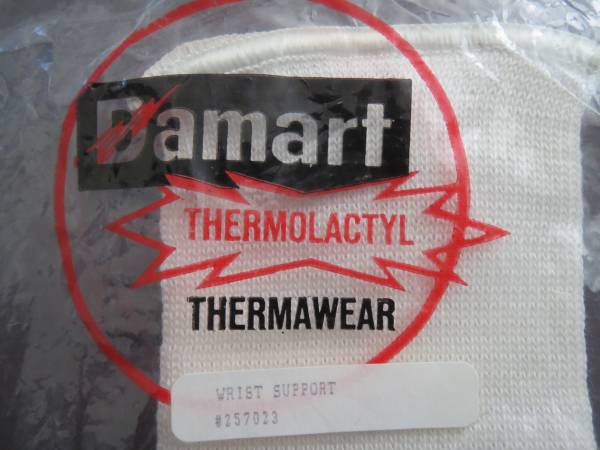 Damart
THERMOLACTYL
THERMAWEAR
WRIST SUPPORT
#257023